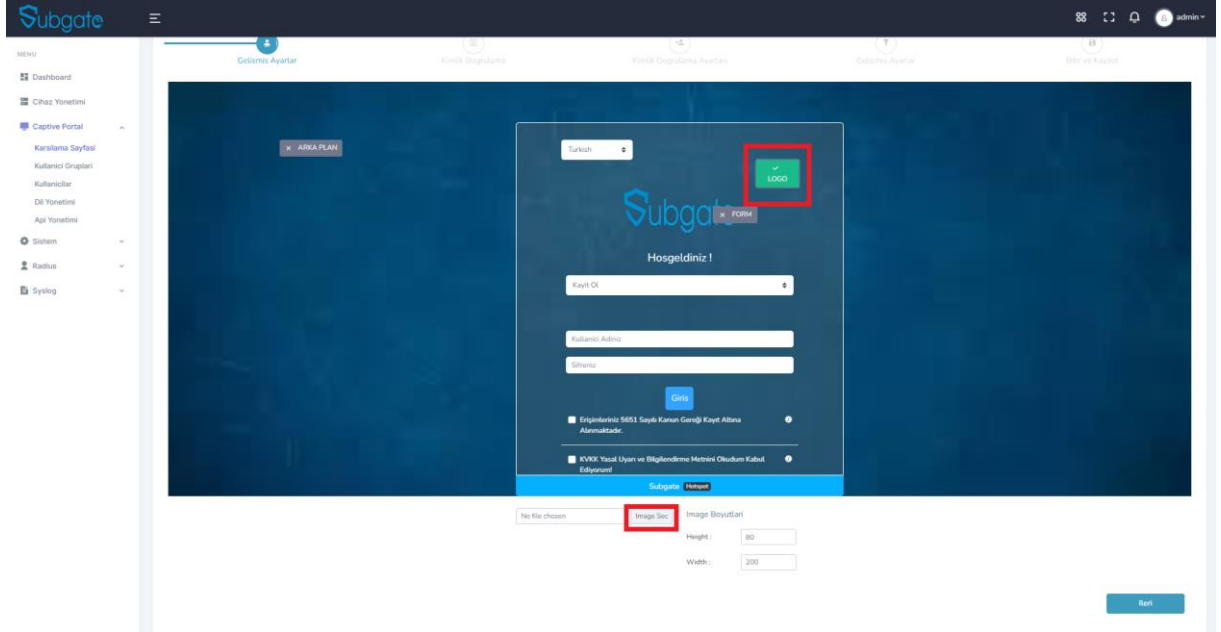 Subgate
admin
MENU
Dashboard
Cihaz Yonetimi
Captive Portal
Karsilama Sayfasi
Kullanici Gruplari
Kullanicilar
Dil Yonetimi
Api Yonetimi
Sistem
Radius
Syslog
Gelismis Ayarlar
Kimlik Dogrulama
Kimlik Dogrulama Ayarlari
Gelismis Ayarlar
Bitir ve Kaydet
× ARKA PLAN
Turkish
LOGO
Subgate
× FORM
Hosgeldiniz !
Kayit Ol
Kullanici Adiniz
Sifreniz
Giris
Erişimleriniz 5651 Sayılı Kanun Gereği Kayıt Altına
Alınmaktadır.
KVKK Yasal Uyarı ve Bilgilendirme Metnini Okudum Kabul
Ediyorum!
Subgate Hotspot
No file chosen
Image Sec
Image Boyutlari
Height :
80
Width :
200
Ileri